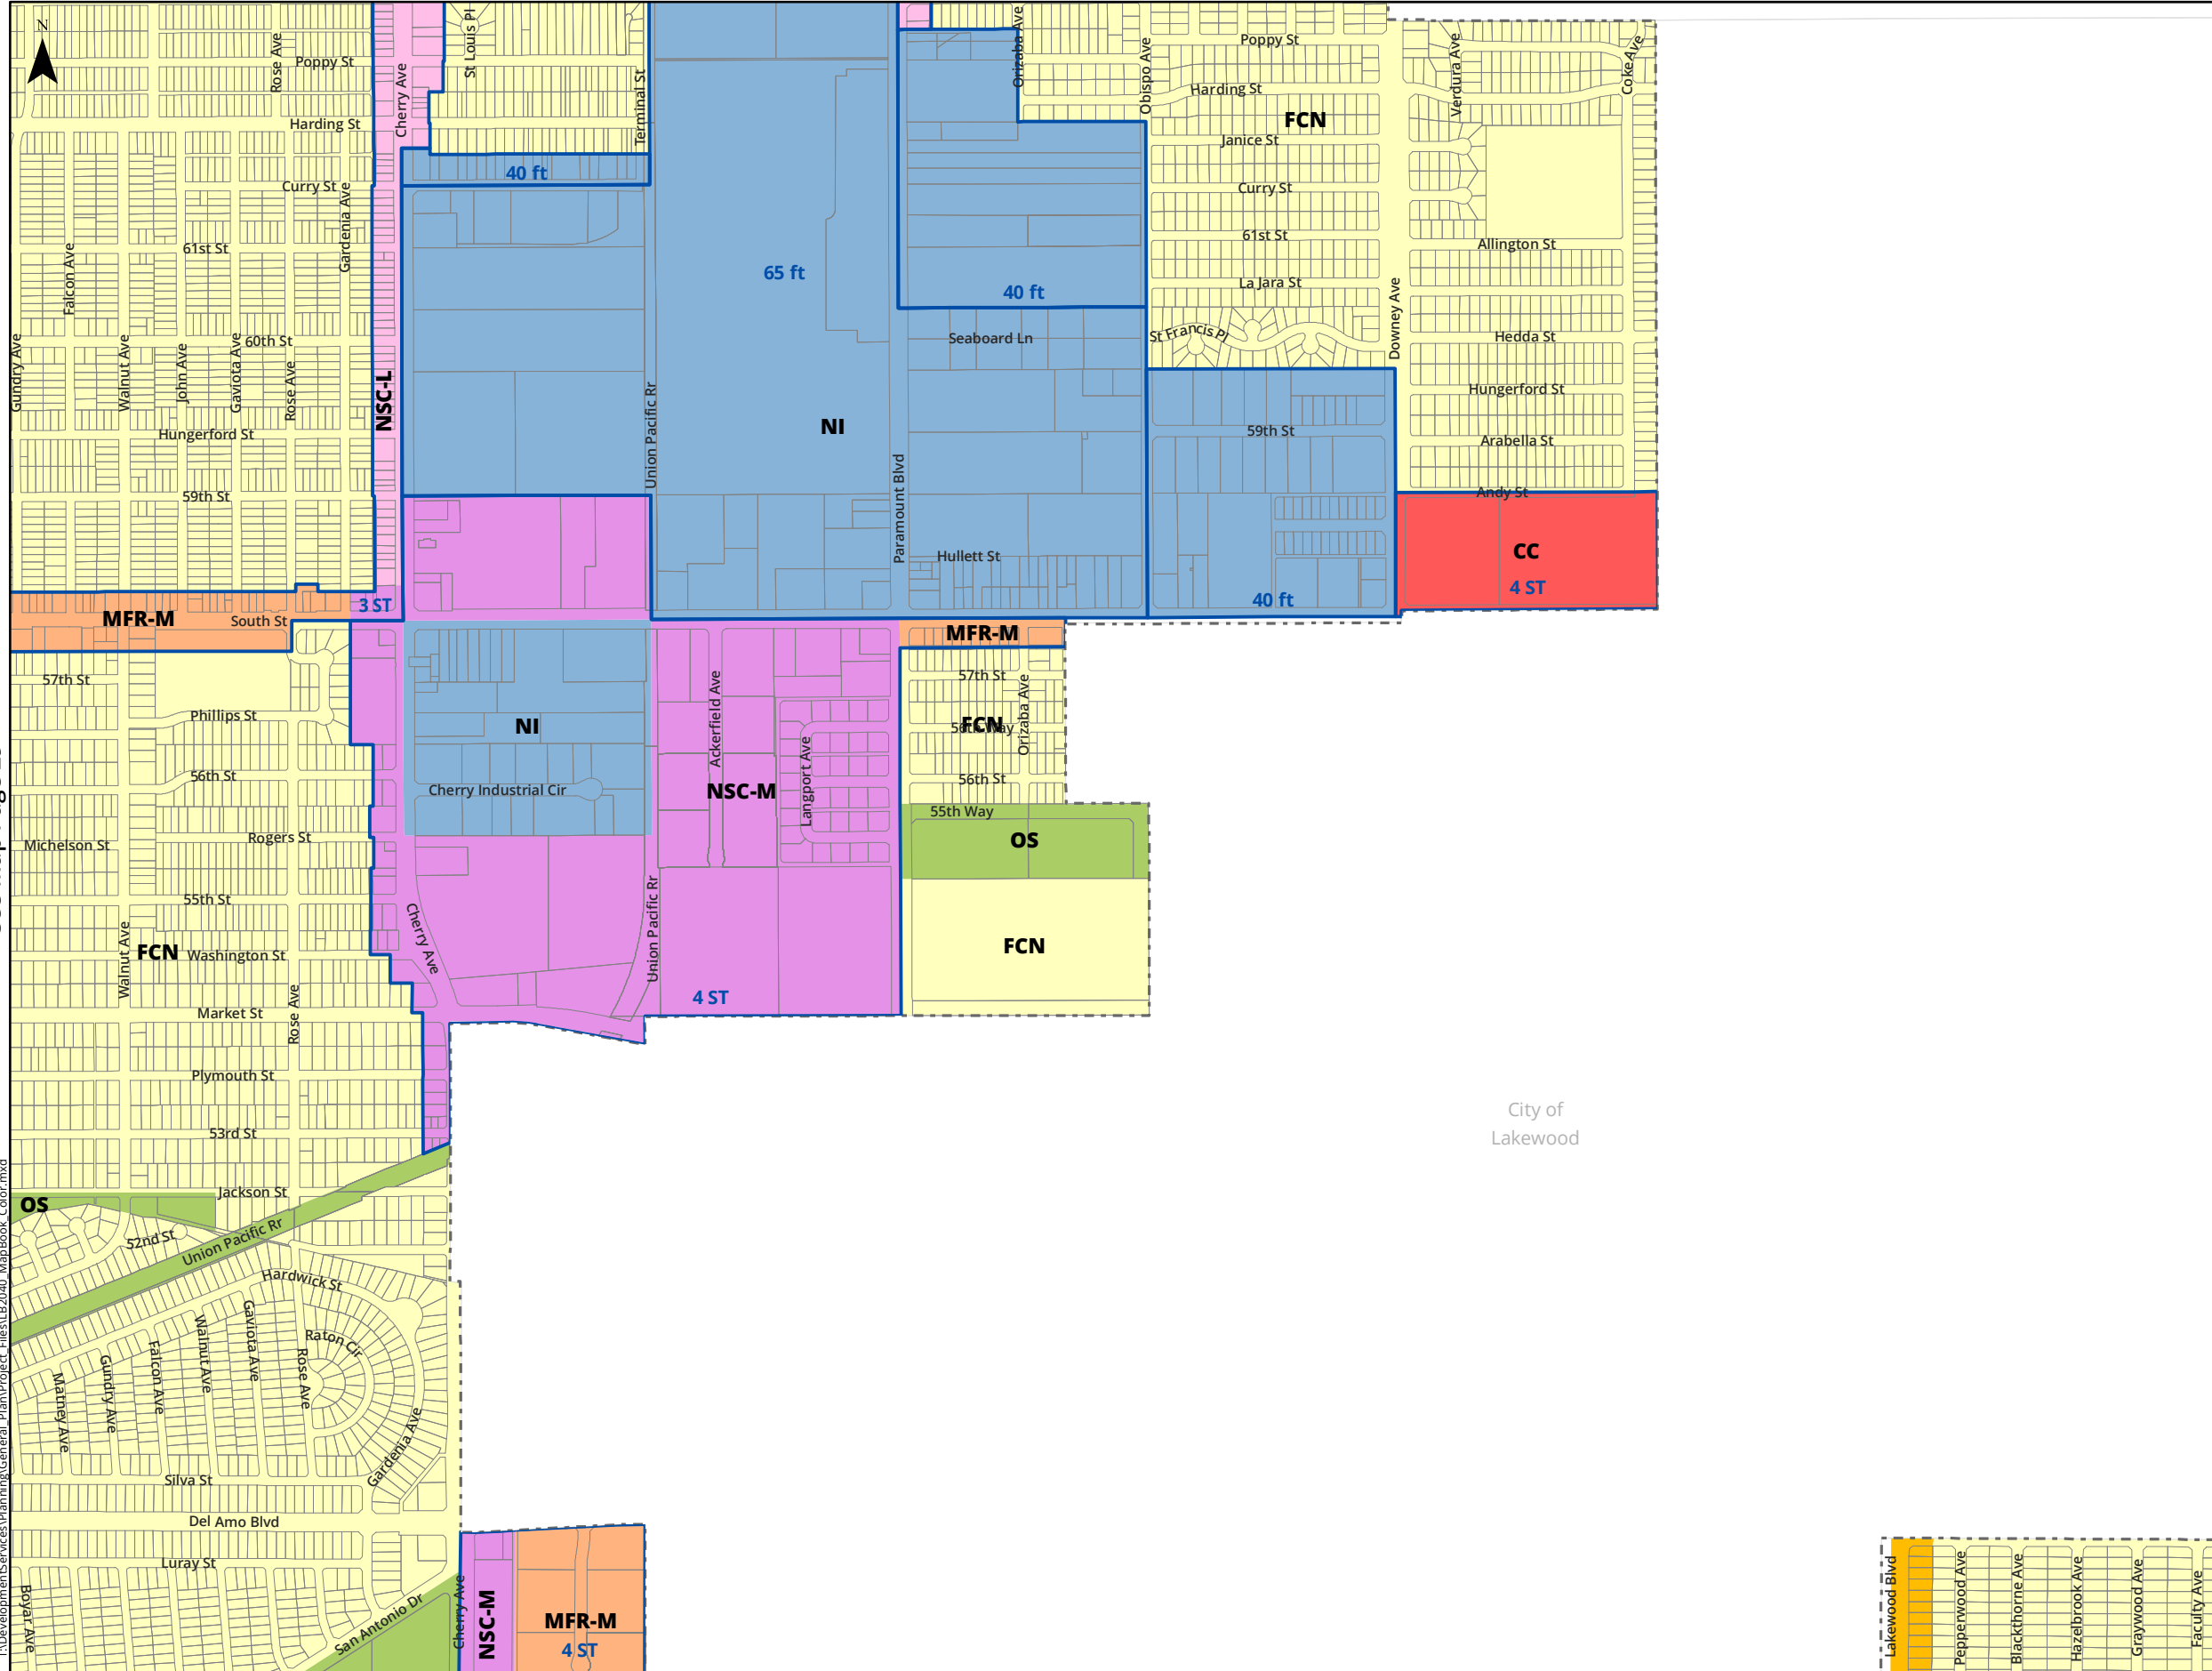 N
Rose Ave
Poppy St
Cherry Ave
St Louis Pl
Terminal St
Harding St
Curry St
Gardenia Ave
61st St
Falcon Ave
40 ft
Orizaba Ave
Obispo Ave
Poppy St
Verdura Ave
Coke Ave
Harding St
FCN
Janice St
Curry St
61st St
Allington St
65 ft
40 ft
La Jara St
Downey Ave
Seaboard Ln
St Francis Pl
Hedda St
Gundry Ave
Walnut Ave
John Ave
Gaviota Ave
60th St
Rose Ave
NSC-L
Union Pacific Rr
NI
Hungerford St
Hungerford St
59th St
Arabella St
59th St
Paramount Blvd
Andy St
Hullett St
CC
4 ST
40 ft
3 ST
MFR-M
South St
MFR-M
57th St
57th St
Phillips St
NI
Ackerfield Ave
FCN
56th Way
Orizaba Ave
56th St
56th St
Cherry Industrial Cir
NSC-M
Langport Ave
55th Way
OS
Rogers St
Michelson St
55th St
Walnut Ave
FCN
Washington St
Cherry Ave
Union Pacific Rr
FCN
4 ST
Market St
Rose Ave
Plymouth St
53rd St
City of
Lakewood
Jackson St
OS
52nd St
Union Pacific Rr
Hardwick St
Raton Cir
Matney Ave
Gundry Ave
Falcon Ave
Walnut Ave
Gaviota Ave
Rose Ave
Gardenia Ave
Silva St
Del Amo Blvd
Luray St
Boyar Ave
San Antonio Dr
Cherry Ave
NSC-M
MFR-M
4 ST
Lakewood Blvd
Pepperwood Ave
Blackthorne Ave
Hazelbrook Ave
Graywood Ave
Faculty Ave